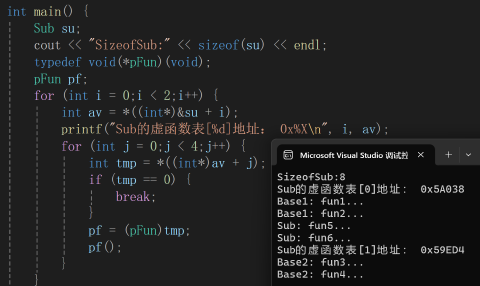 int main() {
Sub su;
cout << "SizeofSub:" << sizeof(su) << endl;
typedef void(*pFun)(void);
pFun pf;
for (int i = 0;i < 2;i++) {
int av = *((int*)&su + i);
printf("Sub的虚函数表[%d]地址： 0x%X\n", i, av);
for (int j = 0;j < 4;j++) {
int tmp = *((int*)av + j);
if (tmp == 0) {
break;
}
pf = (pFun)tmp;
pf();
}
}
Microsoft Visual Studio 调试控
SizeofSub:8
Sub的虚函数表[0]地址： 0x5A038
Base1: fun1...
Base1: fun2...
Sub: fun5...
Sub: fun6...
Sub的虚函数表[1]地址： 0x59ED4
Base2: fun3...
Base2: fun4...